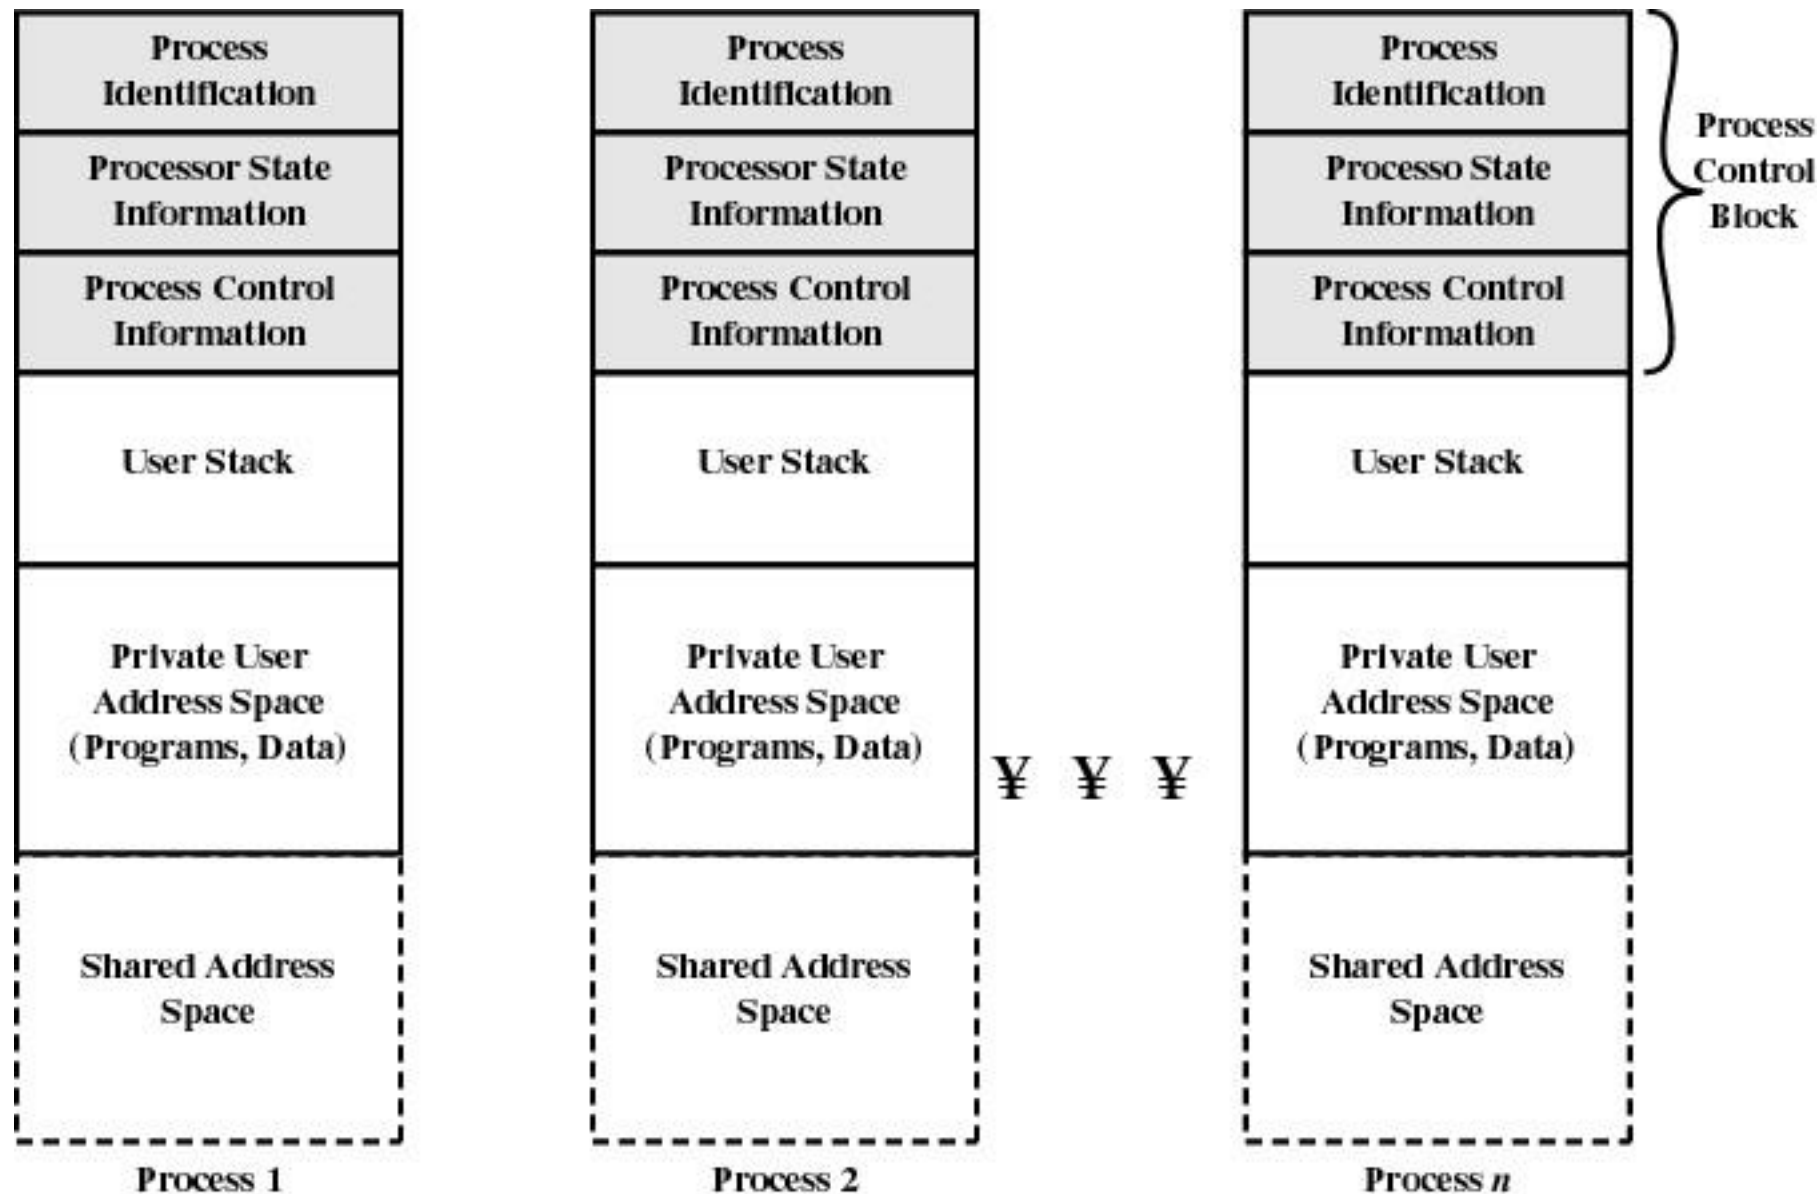 Process
Identification
Processor State
Information
Process Control
Information
User Stack
Private User
Address Space
(Programs, Data)
Shared Address
Space
Process 1
Process
Identification
Processor State
Information
Process Control
Information
User Stack
Private User
Address Space
(Programs, Data)
Shared Address
Space
Process 2
¥ ¥ ¥
Process
Identification
Processo State
Information
Process Control
Information
User Stack
Private User
Address Space
(Programs, Data)
Shared Address
Space
Process n
Process
Control
Block